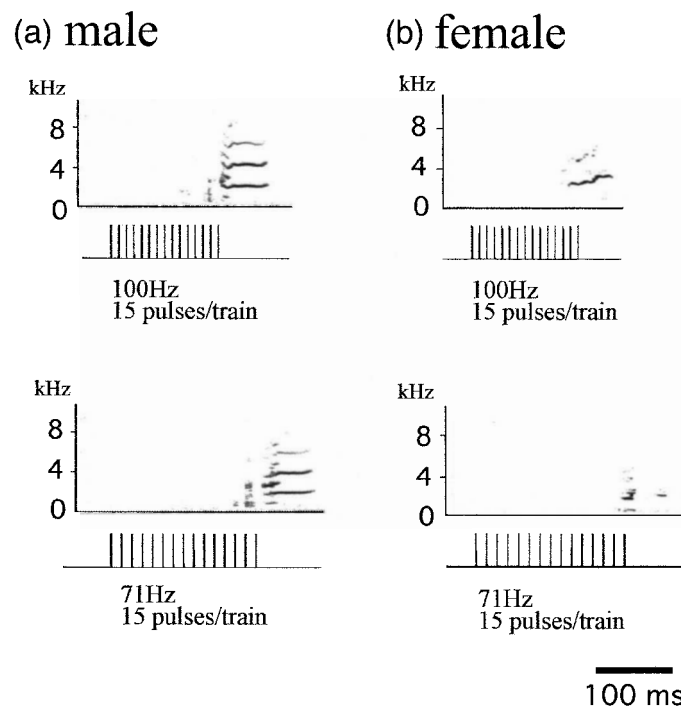 (a) male
kHz
8
4
0
100Hz
15 pulses/train
kHz
8
4
0
71Hz
15 pulses/train
(b) female
kHz
8
4
0
100Hz
15 pulses/train
kHz
8
4
0
71Hz
15 pulses/train
100 ms